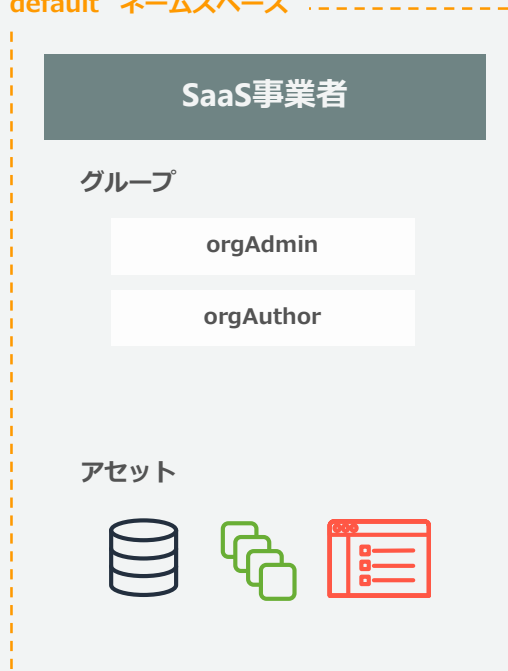 default ネームスペース
SaaS事業者
グループ
orgAdmin
orgAuthor
アセット